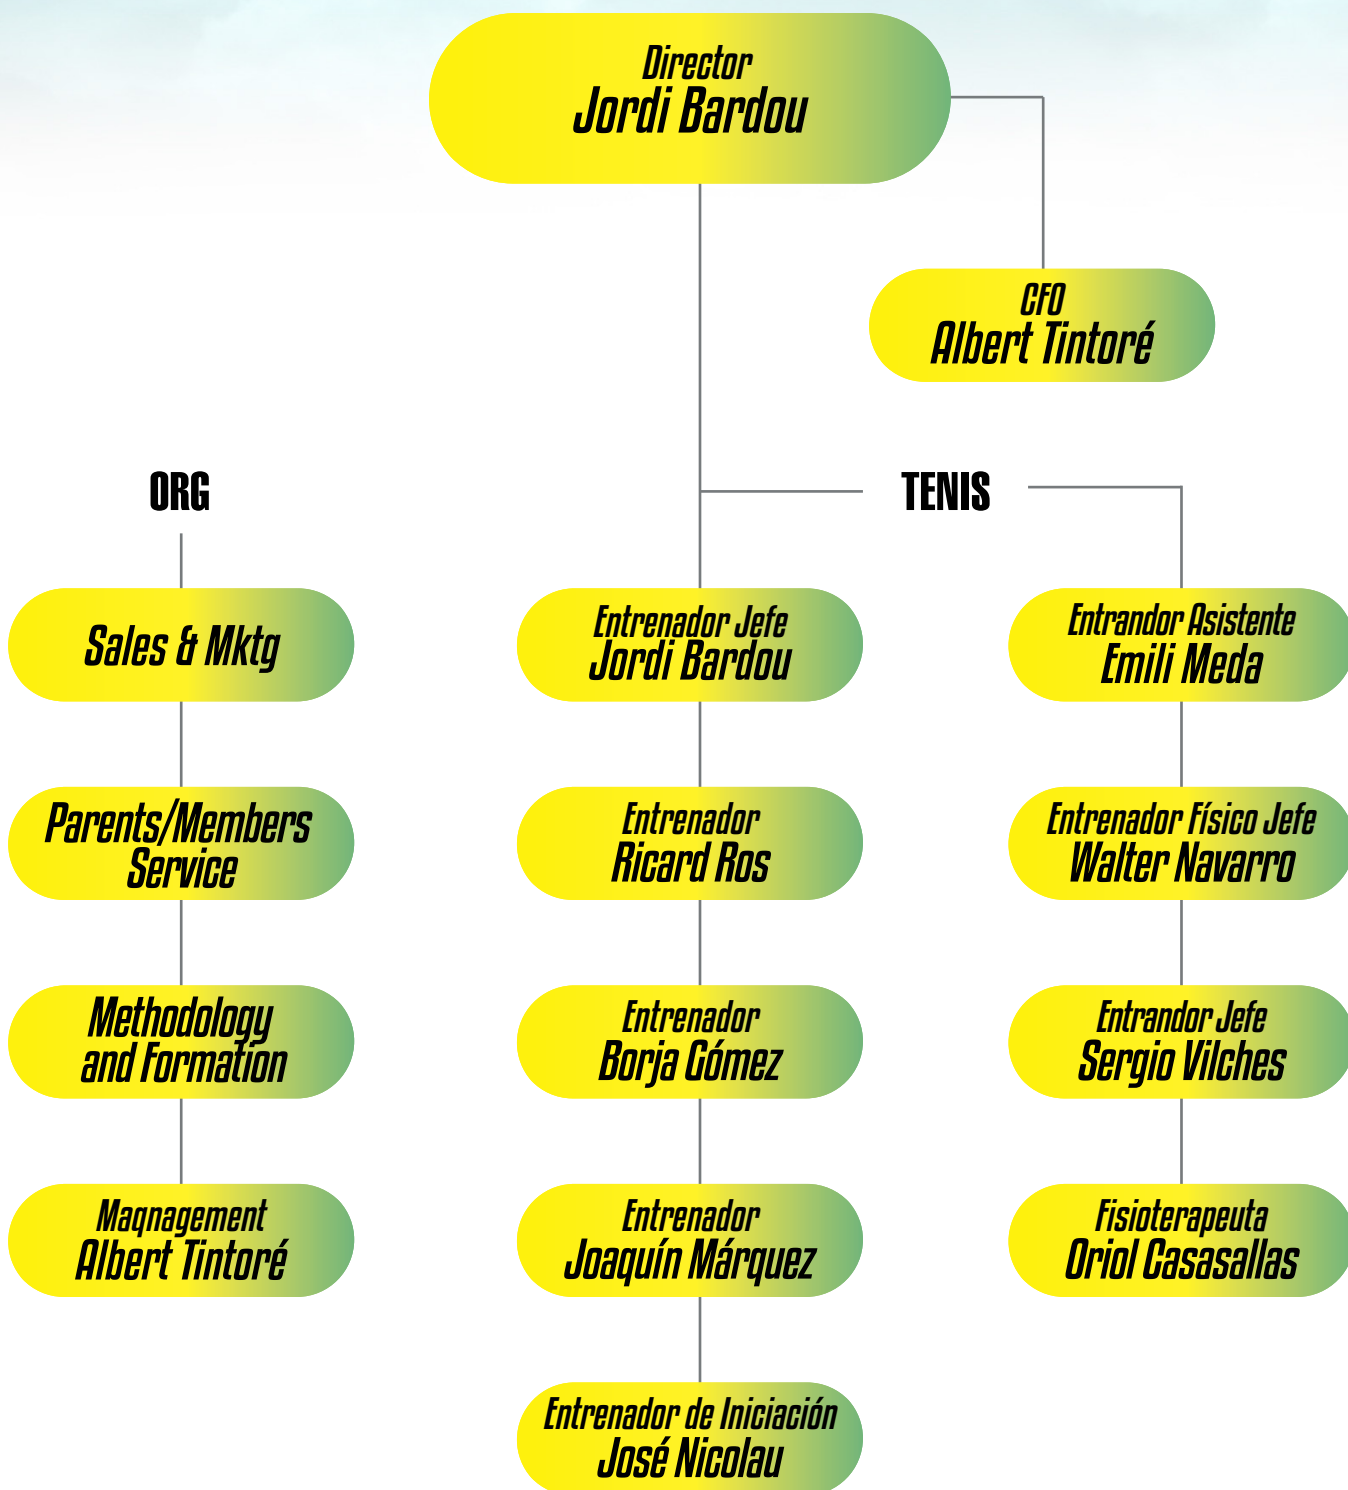 Director
Jordi Bardou
CFO
Albert Tintoré
ORG
TENIS
Sales & Mktg
Entrenador Jefe
Jordi Bardou
Entrandor Asistente
Emili Meda
Parents/Members
Service
Entrenador
Ricard Ros
Entrenador Físico Jefe
Walter Navarro
Methodology
and Formation
Entrenador
Borja Gómez
Entrandor Jefe
Sergio Vilches
Maqnagement
Albert Tintoré
Entrenador
Joaquín Márquez
Fisioterapeuta
Oriol Casasallas
Entrenador de Iniciación
José Nicolau